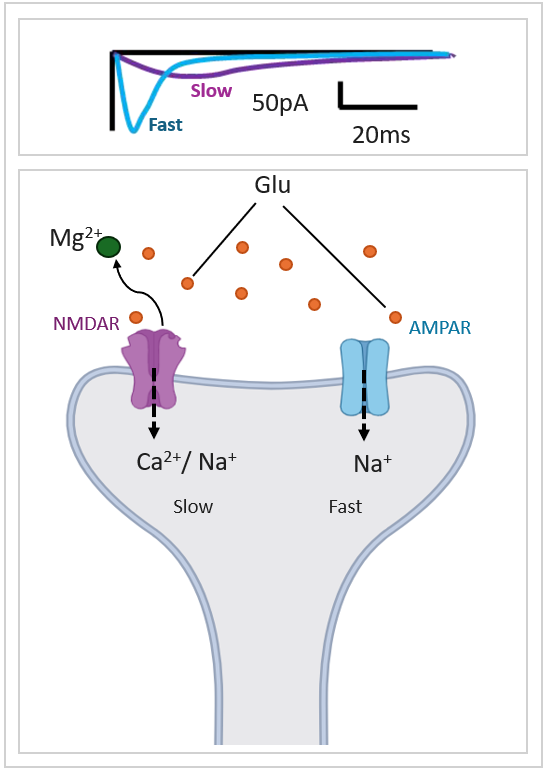 Slow
50pA
Fast
20ms
Glu
Mg²⁺
NMDAR
AMPAR
Ca²⁺/ Na⁺
Na⁺
Slow
Fast